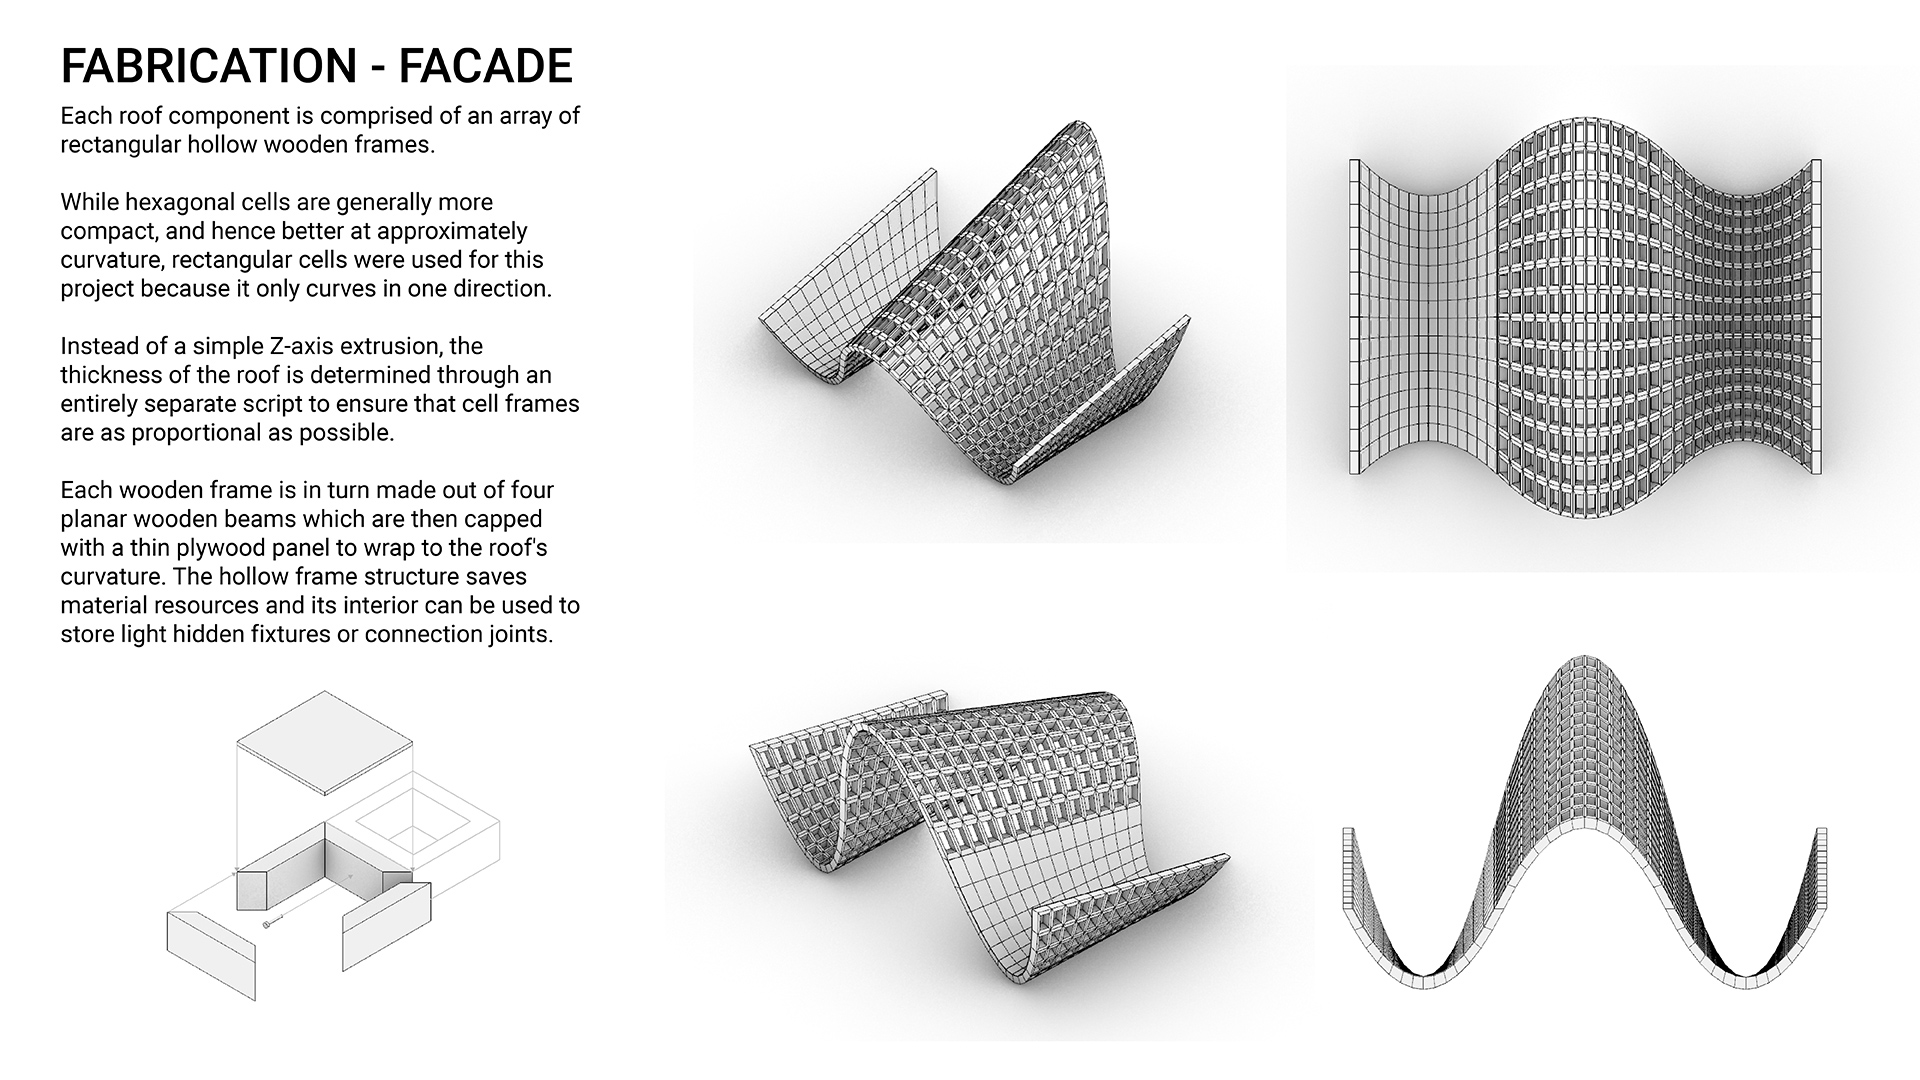 FABRICATION - FACADE
Each roof component is comprised of an array of
rectangular hollow wooden frames.
While hexagonal cells are generally more
compact, and hence better at approximately
curvature, rectangular cells were used for this
project because it only curves in one direction.
Instead of a simple Z-axis extrusion, the
thickness of the roof is determined through an
entirely separate script to ensure that cell frames
are as proportional as possible.
Each wooden frame is in turn made out of four
planar wooden beams which are then capped
with a thin plywood panel to wrap to the roof's
curvature. The hollow frame structure saves
material resources and its interior can be used to
store light hidden fixtures or connection joints.